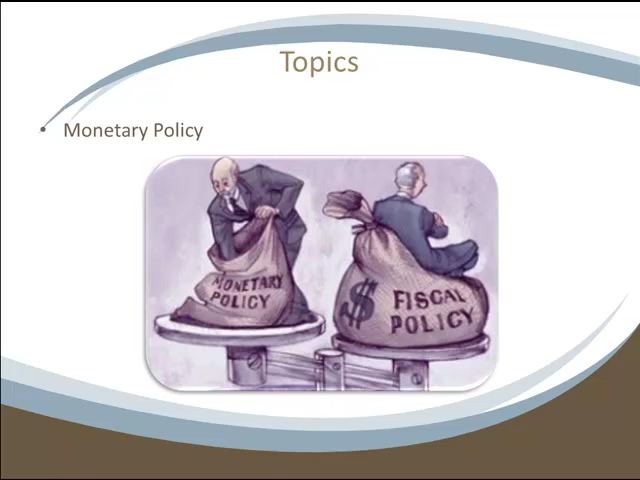 Topics
• Monetary Policy
MONETARY
POLICY
$ FISCAL
POLICY